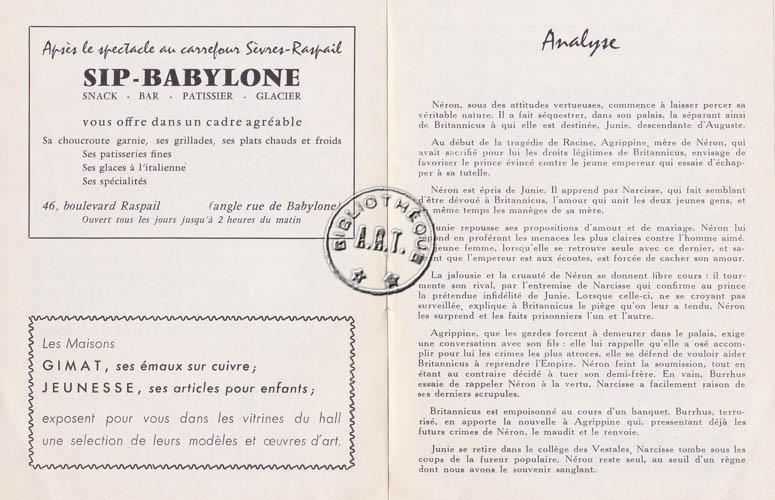 Après le spectacle au carrefour Sèvres-Raspail
SIP-BABYLONE
SNACK - BAR - PATISSIER - GLACIER
vous offre dans un cadre agréable
Sa choucroute garnie, ses grillades, ses plats chauds et froids
Ses patisseries fines
Ses glaces à l'italienne
Ses spécialités
46, boulevard Raspail (angle rue de Babylone)
Ouvert tous les jours jusqu'à 2 heures du matin
Les Maisons
GIMAT, ses émaux sur cuivre;
JEUNESSE, ses articles pour enfants;
exposent pour vous dans les vitrines du hall
une selection de leurs modèles et œuvres d'art.
BIBLIOTHÈQUE
A.R.T.
Analyse
Néron, sous des attitudes vertueuses, commence à laisser percer sa
véritable nature. Il a fait séquestrer, dans son palais, la séparant ainsi
de Britannicus à qui elle est destinée, Junie, descendante d'Auguste.
Au début de la tragédie de Racine, Agrippine, mère de Néron, qui
avait sacrifié pour lui les droits légitimes de Britannicus, envisage de
favoriser le prince évincé contre le jeune empereur qui essaie d'échap-
per à sa tutelle.
Néron est épris de Junie. Il apprend par Narcisse, qui fait semblant
d'être dévoué à Britannicus, l'amour qui unit les deux jeunes gens, et
même temps les manèges de sa mère.
Junie repousse ses propositions d'amour et de mariage. Néron lui
répond en proférant les menaces les plus claires contre l'homme aimé.
jeune femme, lorsqu'elle se retrouve seule avec ce dernier, et sa-
chant que l'empereur est aux écoutes, est forcée de cacher son amour.
La jalousie et la cruauté de Néron se donnent libre cours : il tour-
mente son rival, par l'entremise de Narcisse qui confirme au prince
la prétendue infidélité de Junie. Lorsque celle-ci, ne se croyant pas
surveillée, explique à Britannicus le piège qu'on leur a tendu, Néron
les surprend et les faits prisonniers l'un et l'autre.
Agrippine, que les gardes forcent à demeurer dans le palais, exige
une conversation avec son fils : elle lui rappelle qu'elle a osé accom-
plir pour lui les crimes les plus atroces, elle se défend de vouloir aider
Britannicus à reprendre l'Empire. Néron feint la soumission, tout en
étant au contraire décidé à tuer son demi-frère. En vain, Burrhus
essaie de rappeler Néron à la vertu, Narcisse a facilement raison de
ses derniers scrupules.
Britannicus est empoisonné au cours d'un banquet. Burrhus, terro-
risé, en apporte la nouvelle à Agrippine qui, pressentant déjà les
futurs crimes de Néron, le maudit et le renvoie.
Junie se retire dans le collège des Vestales, Narcisse tombe sous les
coups de la fureur populaire. Néron reste seul, au seuil d'un règne
dont nous avons le souvenir sanglant.